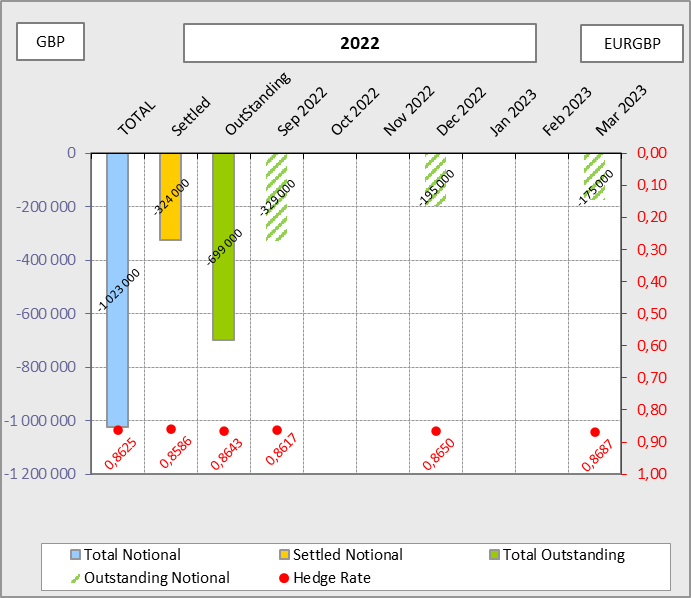 GBP
2022
EURGBP
TOTAL
Settled
OutStanding
Sep 2022
Oct 2022
Nov 2022
Dec 2022
Jan 2023
Feb 2023
Mar 2023
0
-200 000
-400 000
-600 000
-800 000
-1 000 000
-1 200 000
0,00
0,10
0,20
0,30
0,40
0,50
0,60
0,70
0,80
0,90
1,00
-1 023 000
-324 000
-699 000
-329 000
-195 000
-175 000
0,8625
0,8586
0,8643
0,8617
0,8650
0,8687
Total Notional
Settled Notional
Total Outstanding
Outstanding Notional
Hedge Rate